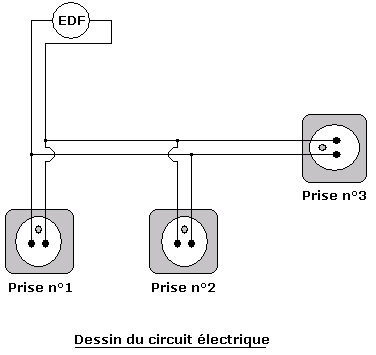 EDF
Prise n°3
Prise n°1
Prise n°2
Dessin du circuit électrique